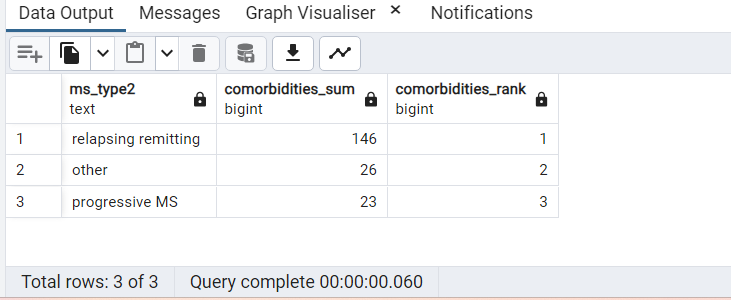 Data Output Messages Graph Visualiser × Notifications
ms_type2 comorbidities_sum comorbidities_rank
text bigint bigint
1 relapsing remitting 146 1
2 other 26 2
3 progressive MS 23 3
Total rows: 3 of 3 Query complete 00:00:00.060